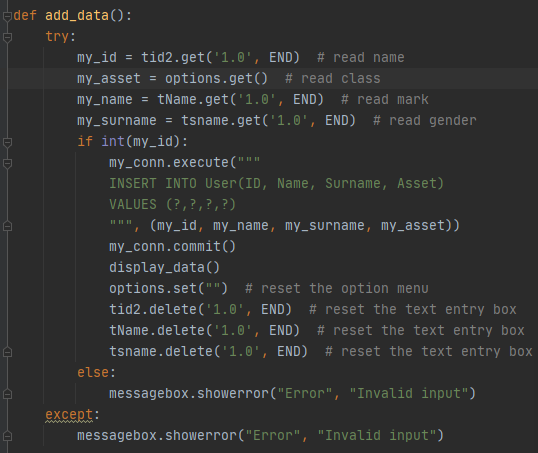 def add_data():
    try:
        my_id = tid2.get('1.0', END)  # read name
        my_asset = options.get()  # read class
        my_name = tName.get('1.0', END)  # read mark
        my_surname = tsname.get('1.0', END)  # read gender
        if int(my_id):
            my_conn.execute("""
            INSERT INTO User(ID, Name, Surname, Asset)
            VALUES (?,?,?,?)
            """, (my_id, my_name, my_surname, my_asset))
            my_conn.commit()
            display_data()
            options.set("")  # reset the option menu
            tid2.delete('1.0', END)  # reset the text entry box
            tName.delete('1.0', END)  # reset the text entry box
            tsname.delete('1.0', END)  # reset the text entry box
        else:
            messagebox.showerror("Error", "Invalid input")
    except:
        messagebox.showerror("Error", "Invalid input")